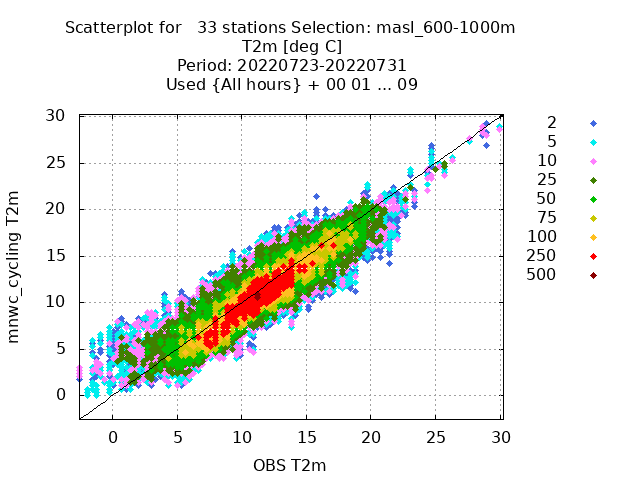 Scatterplot for   33 stations Selection: masl_600-1000m
T2m [deg C]
Period: 20220723-20220731
Used {All hours} + 00 01 ... 09
mnwc_cycling T2m
30
25
20
15
10
5
0
0 5 10 15 20 25 30
OBS T2m
2
5
10
25
50
75
100
250
500